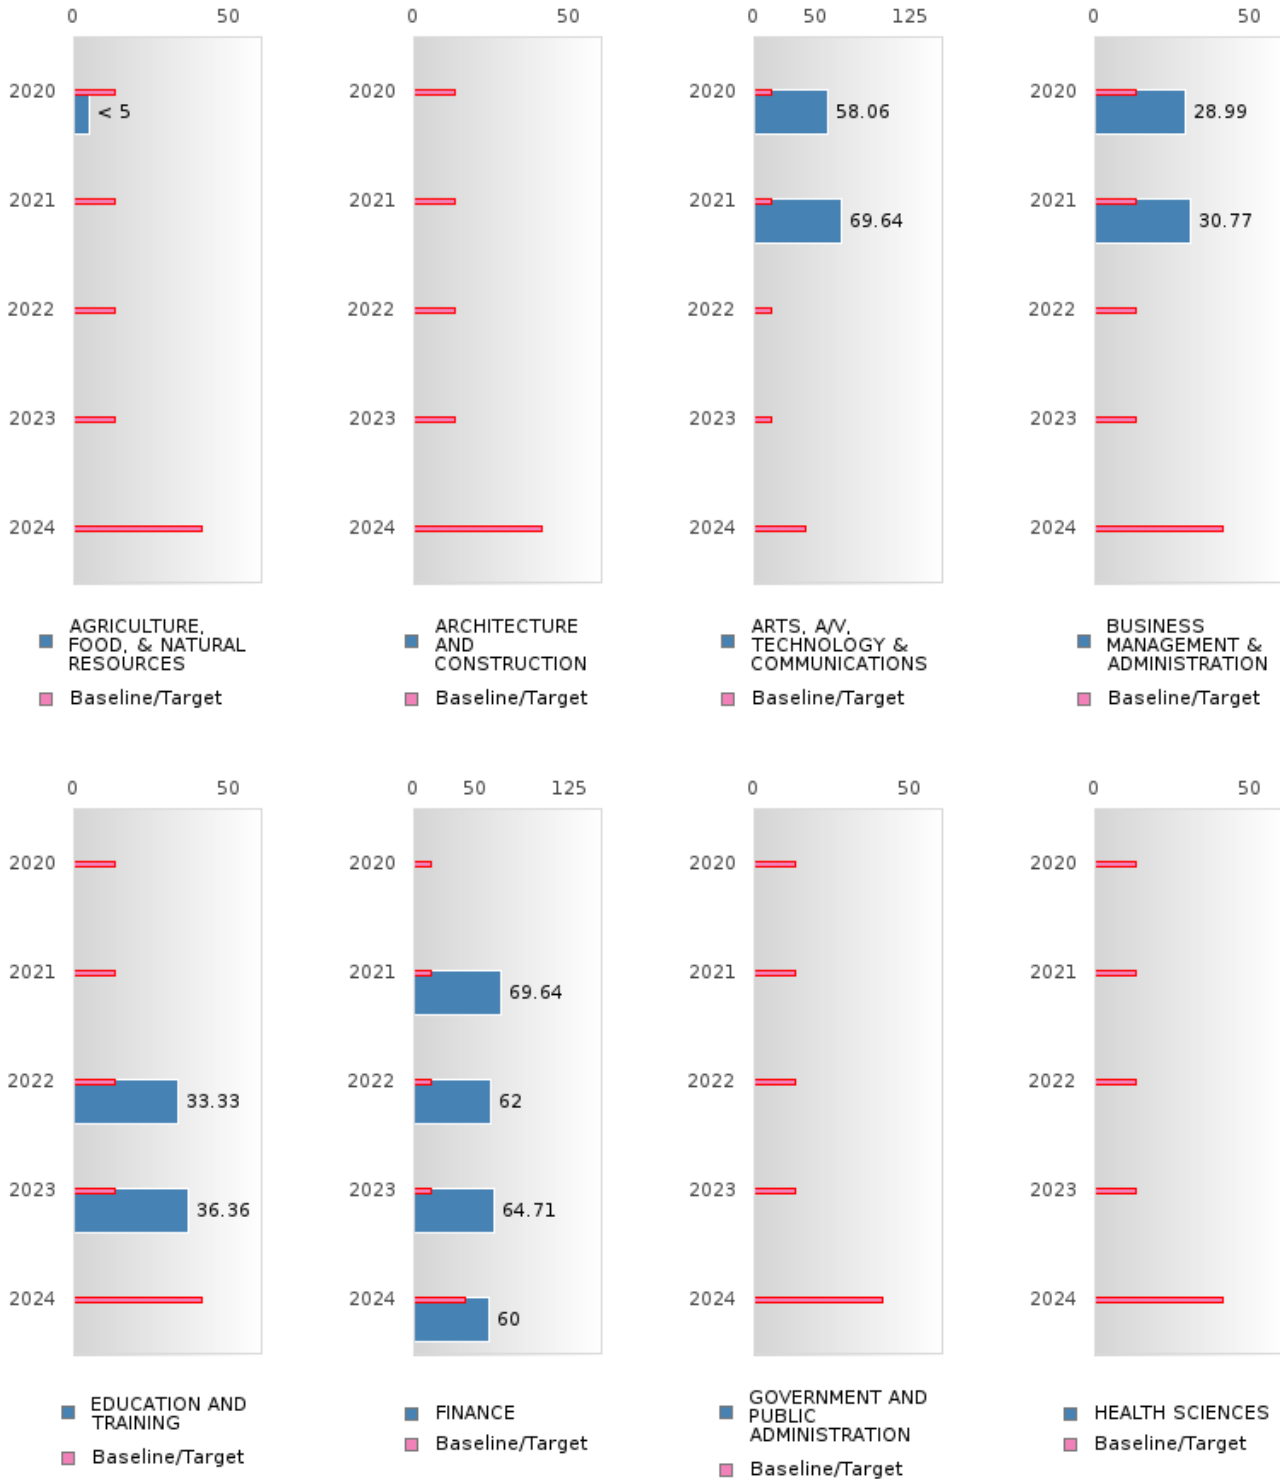 0 50
2020
< 5
2021
2022
2023
2024
AGRICULTURE,
FOOD, & NATURAL
RESOURCES
Baseline/Target
0 50
2020
2021
2022
2023
2024
ARCHITECTURE
AND
CONSTRUCTION
Baseline/Target
0 50 125
2020
58.06
2021
69.64
2022
2023
2024
ARTS, A/V,
TECHNOLOGY &
COMMUNICATIONS
Baseline/Target
0 50
2020
28.99
2021
30.77
2022
2023
2024
BUSINESS
MANAGEMENT &
ADMINISTRATION
Baseline/Target
0 50
2020
2021
2022
33.33
2023
36.36
2024
EDUCATION AND
TRAINING
Baseline/Target
0 50 125
2020
2021
69.64
2022
62
2023
64.71
2024
60
FINANCE
Baseline/Target
0 50
2020
2021
2022
2023
2024
GOVERNMENT AND
PUBLIC
ADMINISTRATION
Baseline/Target
0 50
2020
2021
2022
2023
2024
HEALTH SCIENCES
Baseline/Target